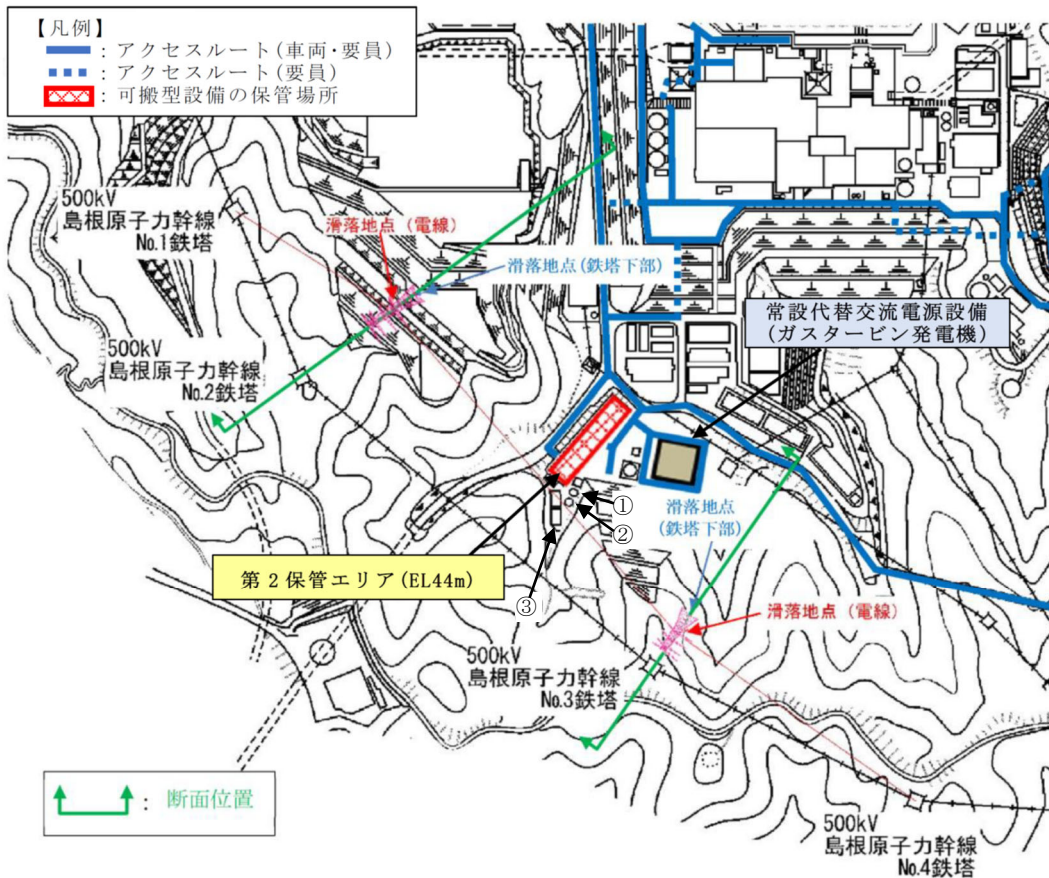 【凡例】
：アクセスルート(車両・要員)
：アクセスルート(要員)
：可搬型設備の保管場所
500kV
島根原子力幹線
No.1鉄塔
滑落地点（電線）
滑落地点(鉄塔下部)
常設代替交流電源設備
(ガスタービン発電機)
500kV
島根原子力幹線
No.2鉄塔
①
②
滑落地点
(鉄塔下部)
第２保管エリア(EL44m)
③
滑落地点（電線）
500kV
島根原子力幹線
No.3鉄塔
：断面位置
500kV
島根原子力幹線
No.4鉄塔